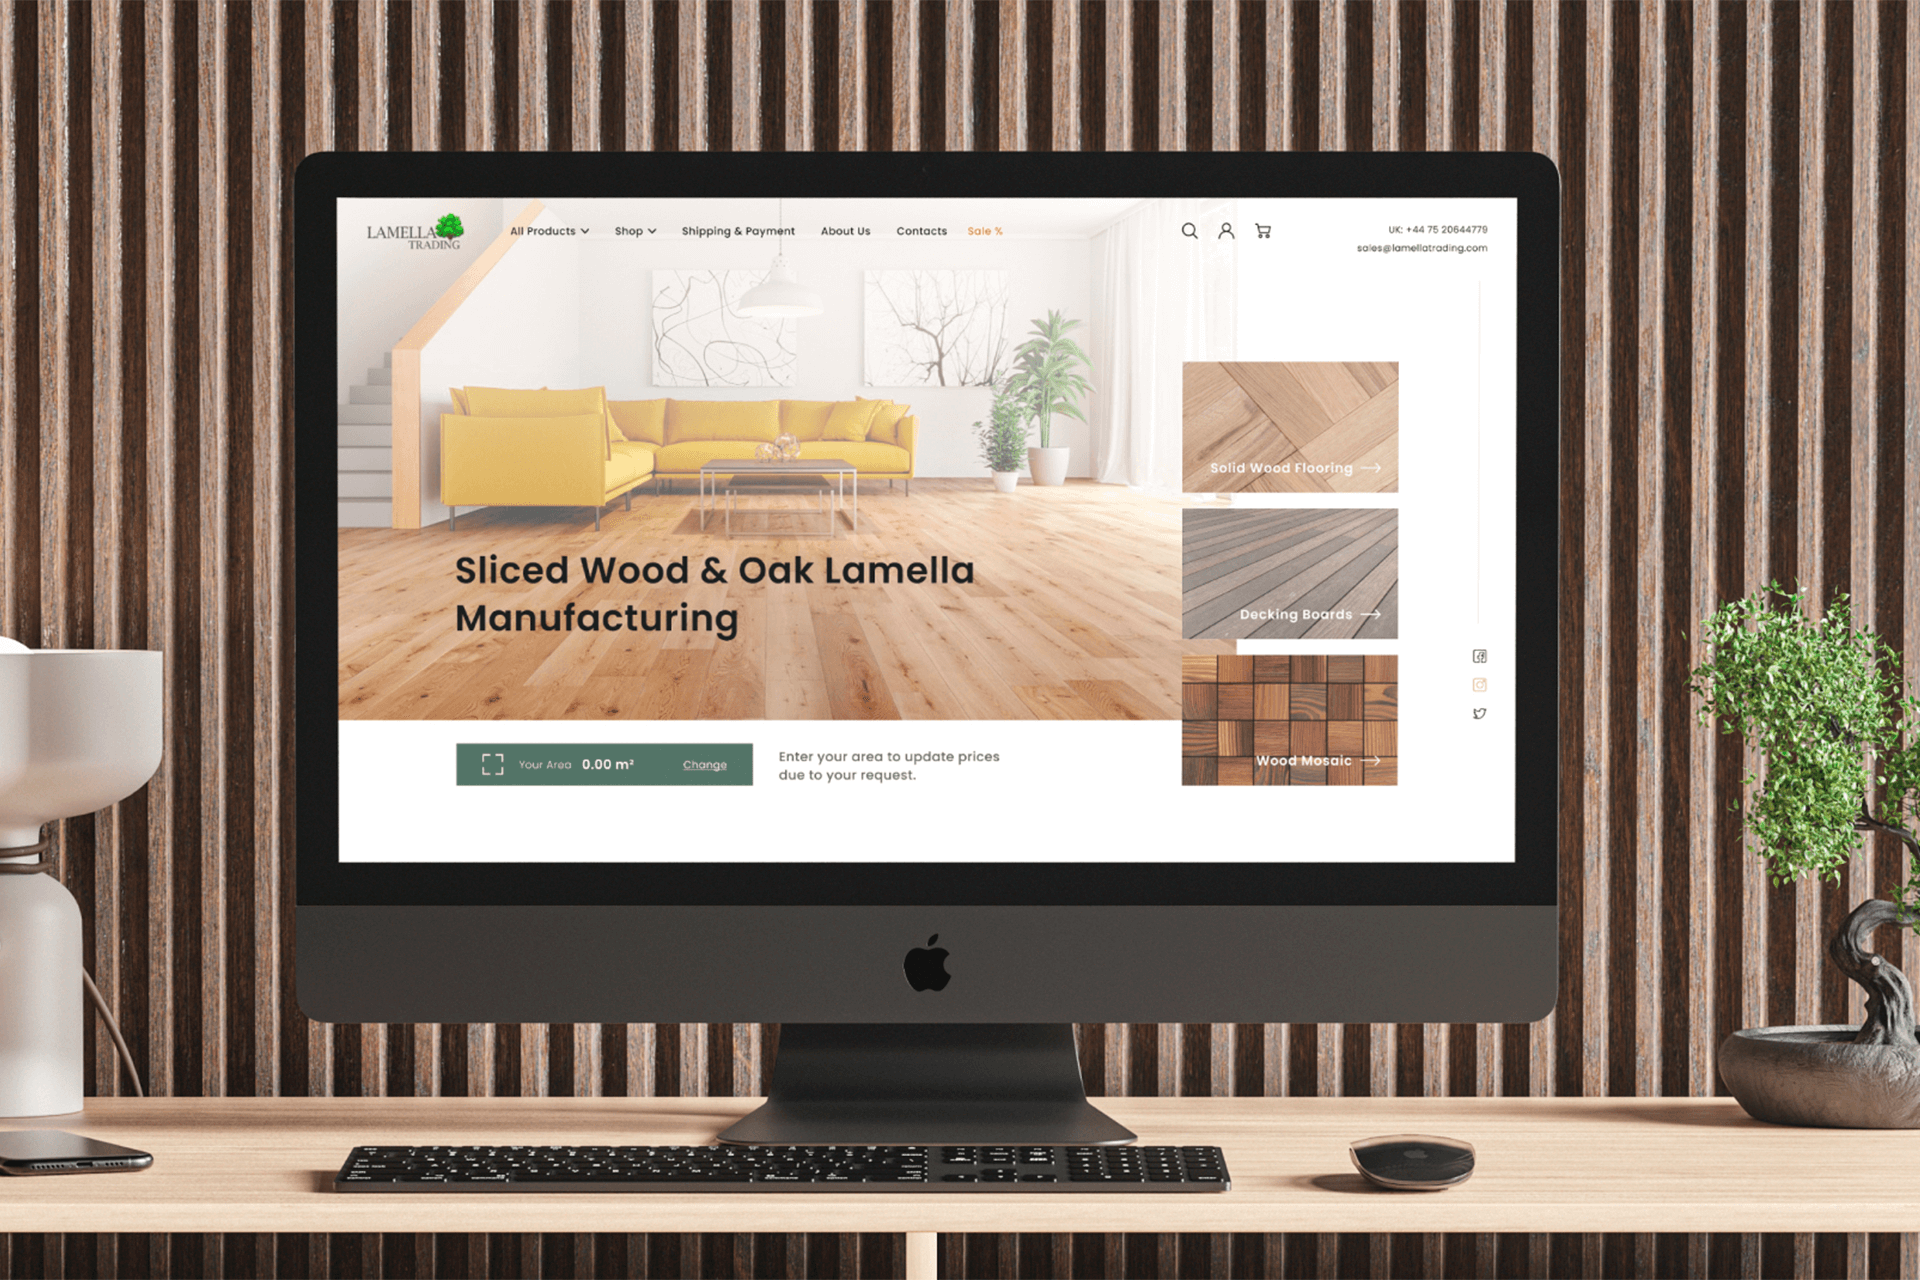 LAMELLA
TRADING
All Products
Shop
Shipping & Payment
About Us
Contacts
Sale %
UK: +44 75 20644779
sales@lamellatrading.com
Solid Wood Flooring
Decking Boards
Wood Mosaic
Sliced Wood & Oak Lamella
Manufacturing
Your Area 0.00 m²
Change
Enter your area to update prices
due to your request.